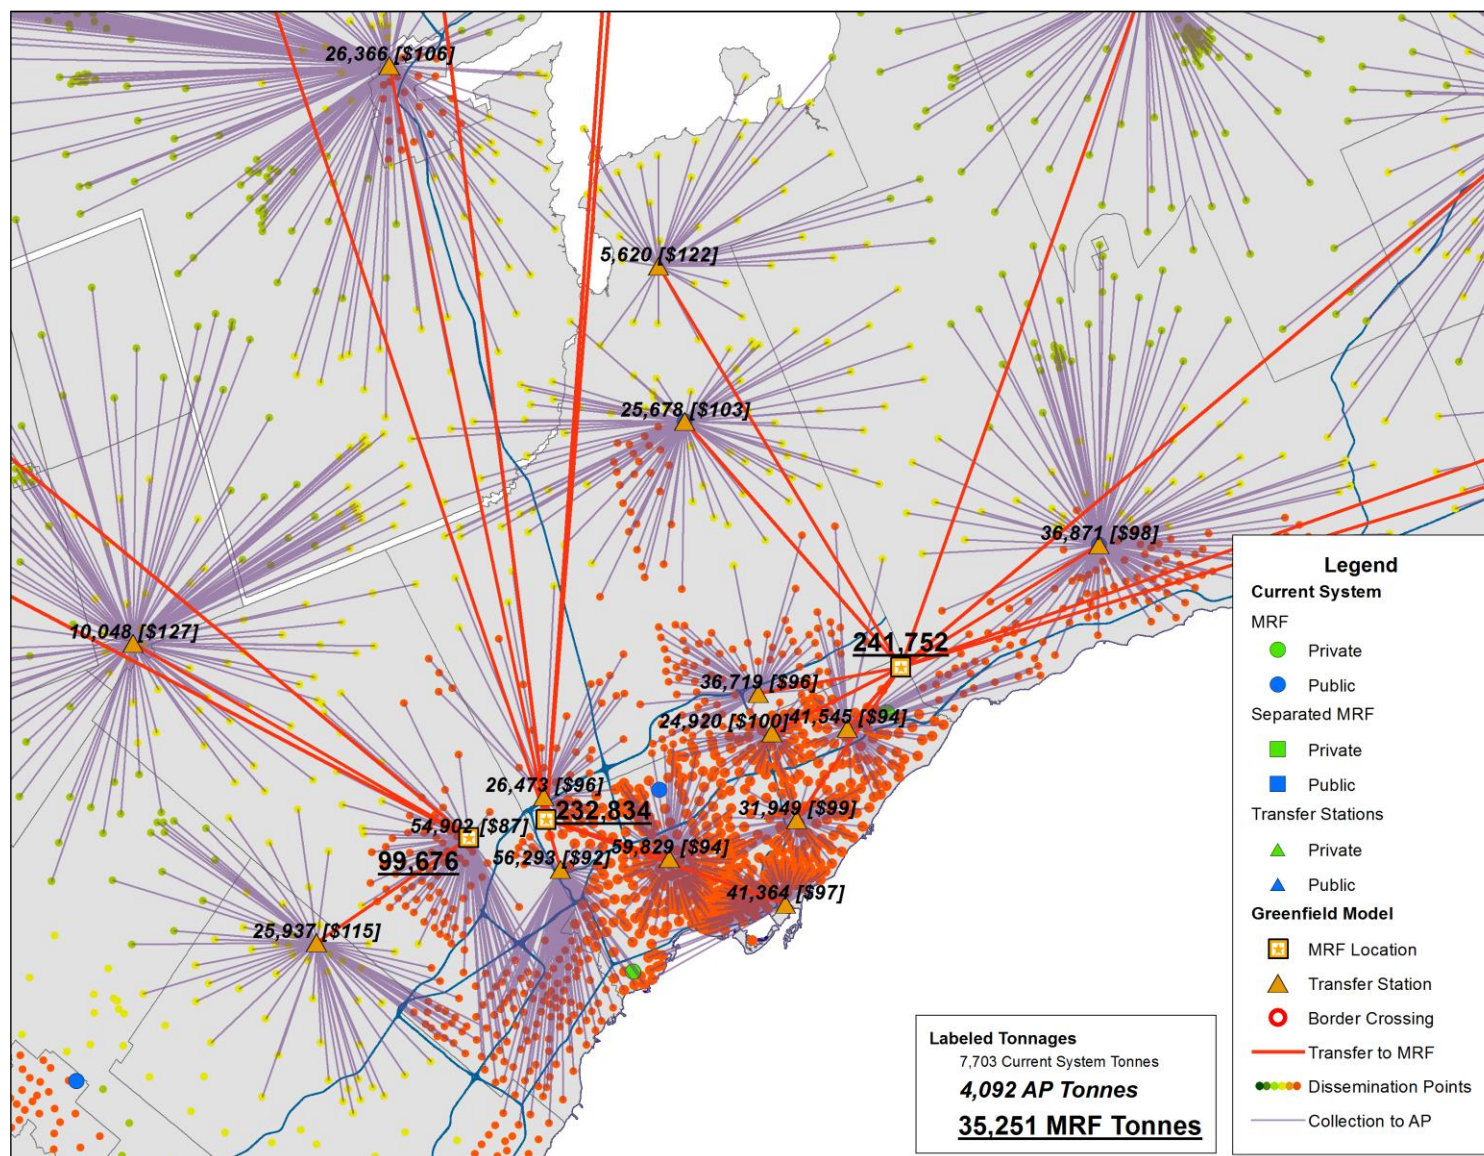 26,366 [$106]
5,620 [$122]
25,678 [$103]
36,871 [$98]
10,048 [$127]
241,752
36,719 [$96]
24,920 [$100]
41,545 [$94]
26,473 [$96]
232,834
31,949 [$99]
54,902 [$87]
99,676
56,293 [$92]
59,829 [$94]
41,364 [$97]
25,937 [$115]
Labeled Tonnages
7,703 Current System Tonnes
4,092 AP Tonnes
35,251 MRF Tonnes
Legend
Current System
MRF
Private
Public
Separated MRF
Private
Public
Transfer Stations
Private
Public
Greenfield Model
MRF Location
Transfer Station
Border Crossing
Transfer to MRF
Dissemination Points
Collection to AP